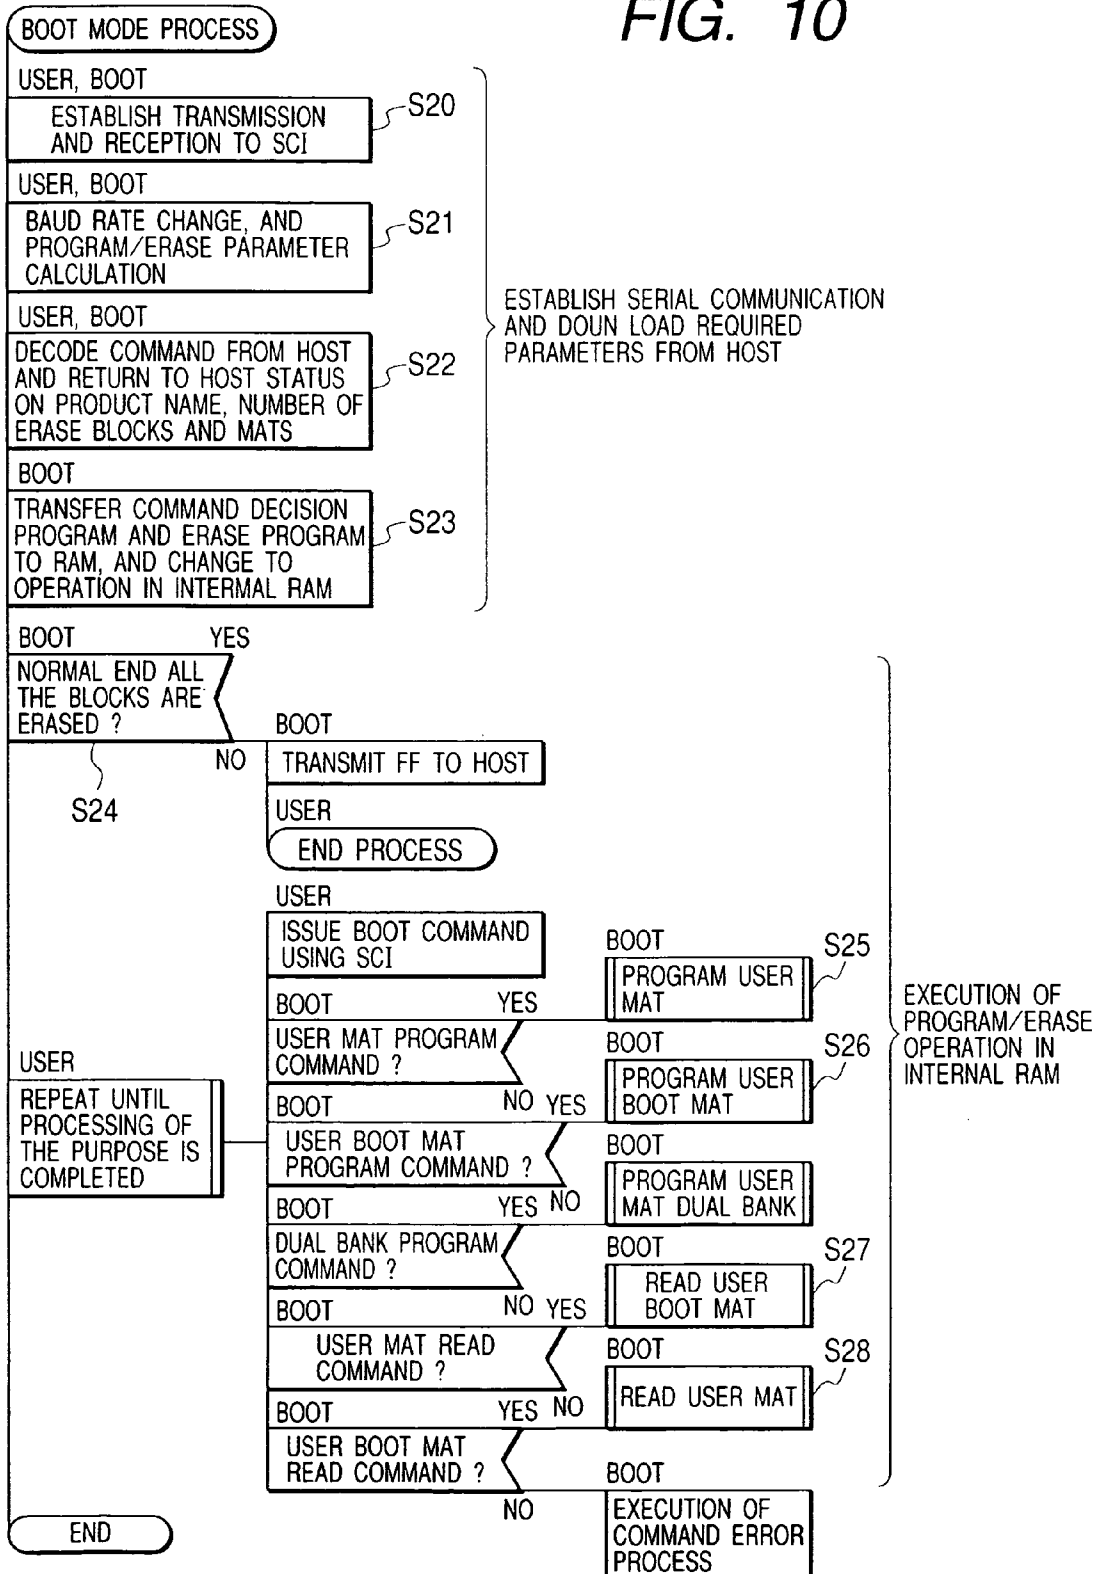 FIG. 10
BOOT MODE PROCESS
USER, BOOT
ESTABLISH TRANSMISSION
AND RECEPTION TO SCI
S20
USER, BOOT
BAUD RATE CHANGE, AND
PROGRAM/ERASE PARAMETER
CALCULATION
S21
USER, BOOT
DECODE COMMAND FROM HOST
AND RETURN TO HOST STATUS
ON PRODUCT NAME, NUMBER OF
ERASE BLOCKS AND MATS
S22
BOOT
TRANSFER COMMAND DECISION
PROGRAM AND ERASE PROGRAM
TO RAM, AND CHANGE TO
OPERATION IN INTERMAL RAM
S23
ESTABLISH SERIAL COMMUNICATION
AND DOUN LOAD REQUIRED
PARAMETERS FROM HOST
BOOT
YES
NORMAL END ALL
THE BLOCKS ARE
ERASED ?
NO
S24
BOOT
TRANSMIT FF TO HOST
USER
END PROCESS
USER
REPEAT UNTIL
PROCESSING OF
THE PURPOSE IS
COMPLETED
USER
ISSUE BOOT COMMAND
USING SCI
BOOT
YES
USER MAT PROGRAM
COMMAND ?
NO
BOOT
PROGRAM USER
MAT
S25
BOOT
YES
USER BOOT MAT
PROGRAM COMMAND ?
NO
BOOT
PROGRAM USER
BOOT MAT
S26
BOOT
YES
DUAL BANK PROGRAM
COMMAND ?
NO
BOOT
PROGRAM USER
MAT DUAL BANK
BOOT
YES
USER MAT READ
COMMAND ?
NO
BOOT
READ USER
BOOT MAT
S27
BOOT
YES
USER BOOT MAT
READ COMMAND ?
NO
BOOT
READ USER MAT
S28
BOOT
EXECUTION OF
COMMAND ERROR
PROCESS
EXECUTION OF
PROGRAM/ERASE
OPERATION IN
INTERNAL RAM
END